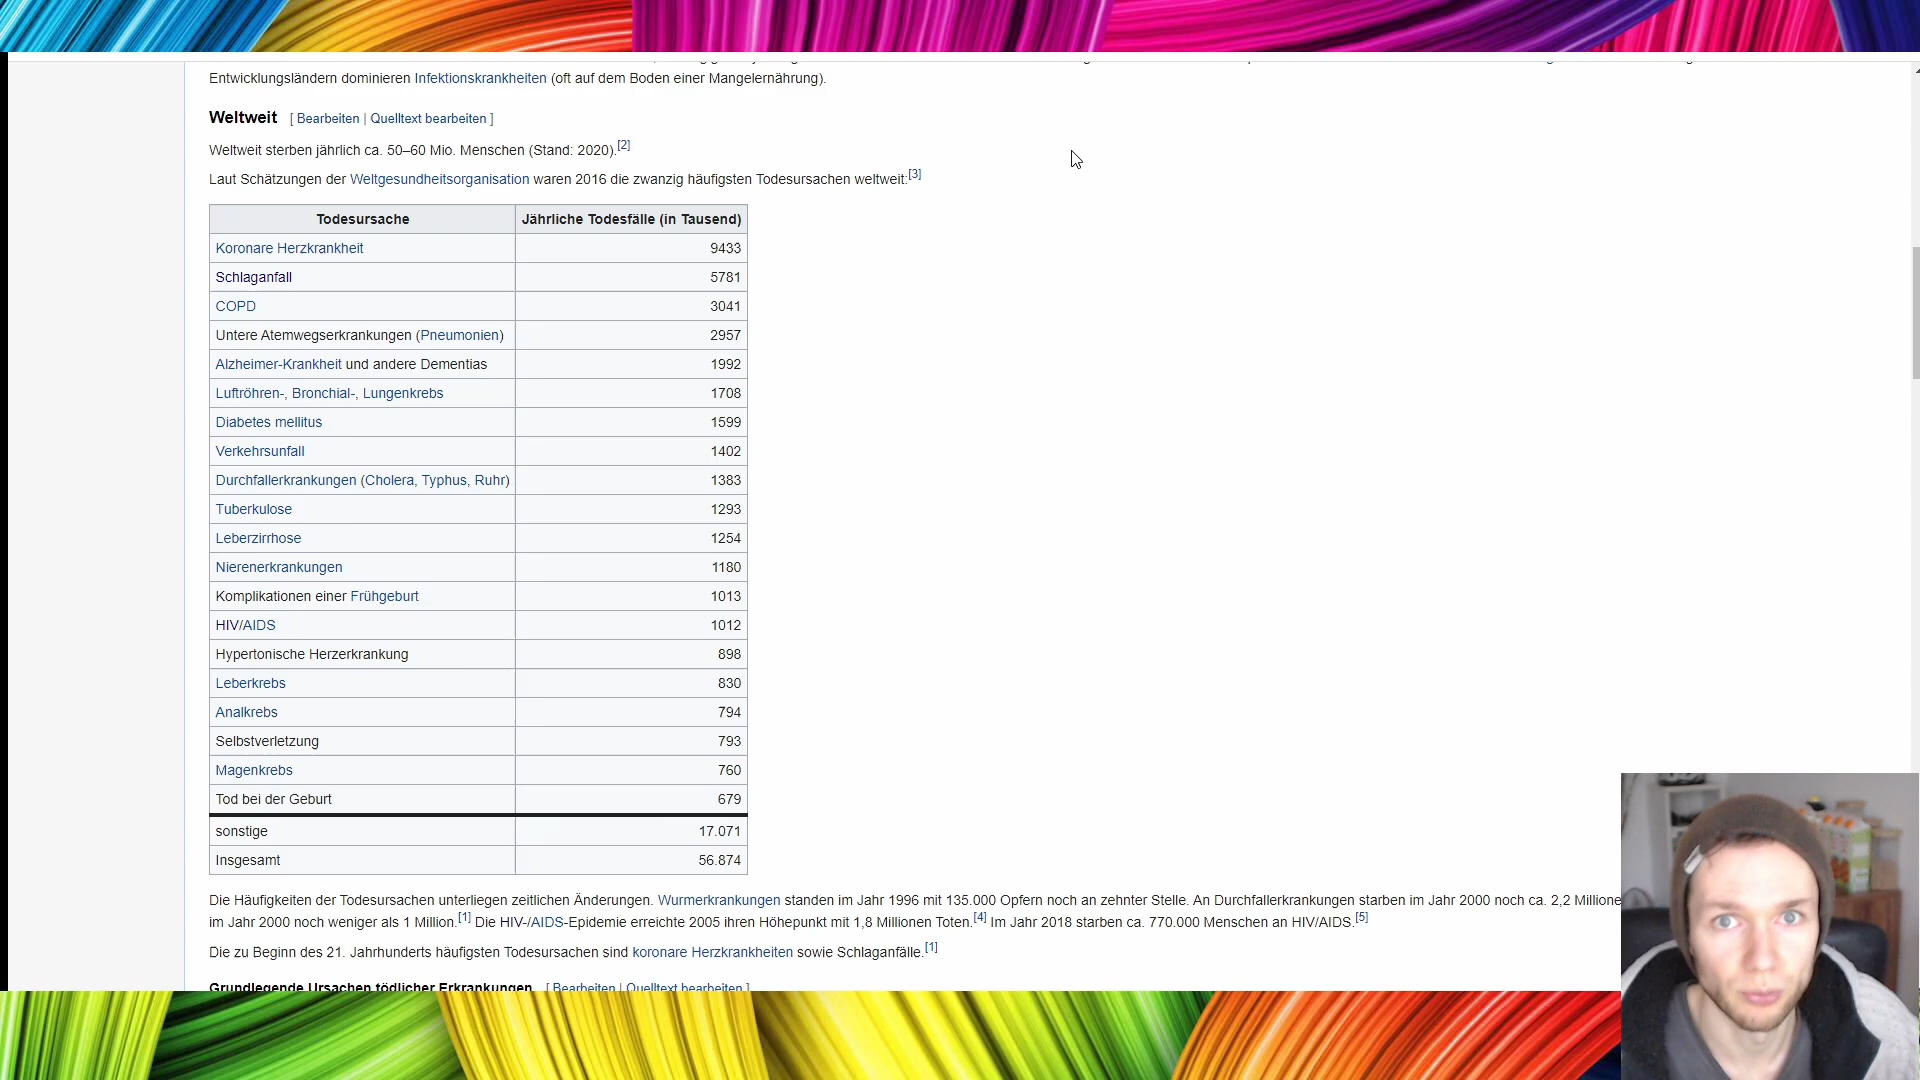 Entwicklungsländern dominieren Infektionskrankheiten (oft auf dem Boden einer Mangelernährung).
Weltweit [ Bearbeiten | Quelltext bearbeiten ]
Weltweit sterben jährlich ca. 50–60 Mio. Menschen (Stand: 2020).[2]
Laut Schätzungen der Weltgesundheitsorganisation waren 2016 die zwanzig häufigsten Todesursachen weltweit:[3]
Todesursache Jährliche Todesfälle (in Tausend)
Koronare Herzkrankheit 9433
Schlaganfall 5781
COPD 3041
Untere Atemwegserkrankungen (Pneumonien) 2957
Alzheimer-Krankheit und andere Dementias 1992
Luftröhren-, Bronchial-, Lungenkrebs 1708
Diabetes mellitus 1599
Verkehrsunfall 1402
Durchfallerkrankungen (Cholera, Typhus, Ruhr) 1383
Tuberkulose 1293
Leberzirrhose 1254
Nierenerkrankungen 1180
Komplikationen einer Frühgeburt 1013
HIV/AIDS 1012
Hypertonische Herzerkrankung 898
Leberkrebs 830
Analkrebs 794
Selbstverletzung 793
Magenkrebs 760
Tod bei der Geburt 679
sonstige 17.071
Insgesamt 56.874
Die Häufigkeiten der Todesursachen unterliegen zeitlichen Änderungen. Wurmerkrankungen standen im Jahr 1996 mit 135.000 Opfern noch an zehnter Stelle. An Durchfallerkrankungen starben im Jahr 2000 noch ca. 2,2 Millione
im Jahr 2000 noch weniger als 1 Million.[1] Die HIV-/AIDS-Epidemie erreichte 2005 ihren Höhepunkt mit 1,8 Millionen Toten.[4] Im Jahr 2018 starben ca. 770.000 Menschen an HIV/AIDS.[5]
Die zu Beginn des 21. Jahrhunderts häufigsten Todesursachen sind koronare Herzkrankheiten sowie Schlaganfälle.[1]
Grundlegende Ursachen tödlicher Erkrankungen [ Bearbeiten | Quelltext bearbeiten ]